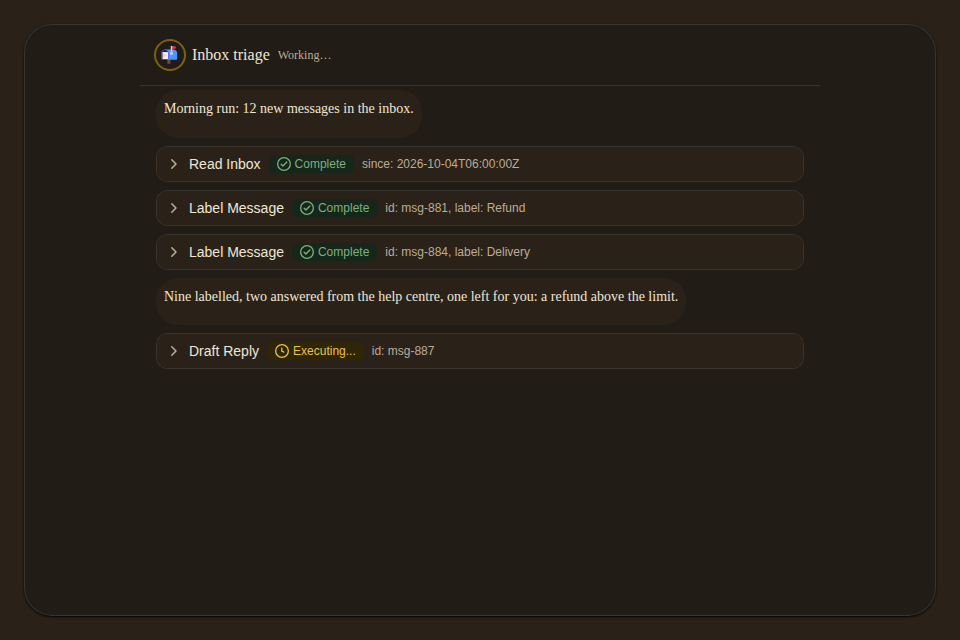 Inbox triage Working…
Morning run: 12 new messages in the inbox.
Read Inbox Complete since: 2026-10-04T06:00:00Z
Label Message Complete id: msg-881, label: Refund
Label Message Complete id: msg-884, label: Delivery
Nine labelled, two answered from the help centre, one left for you: a refund above the limit.
Draft Reply Executing... id: msg-887